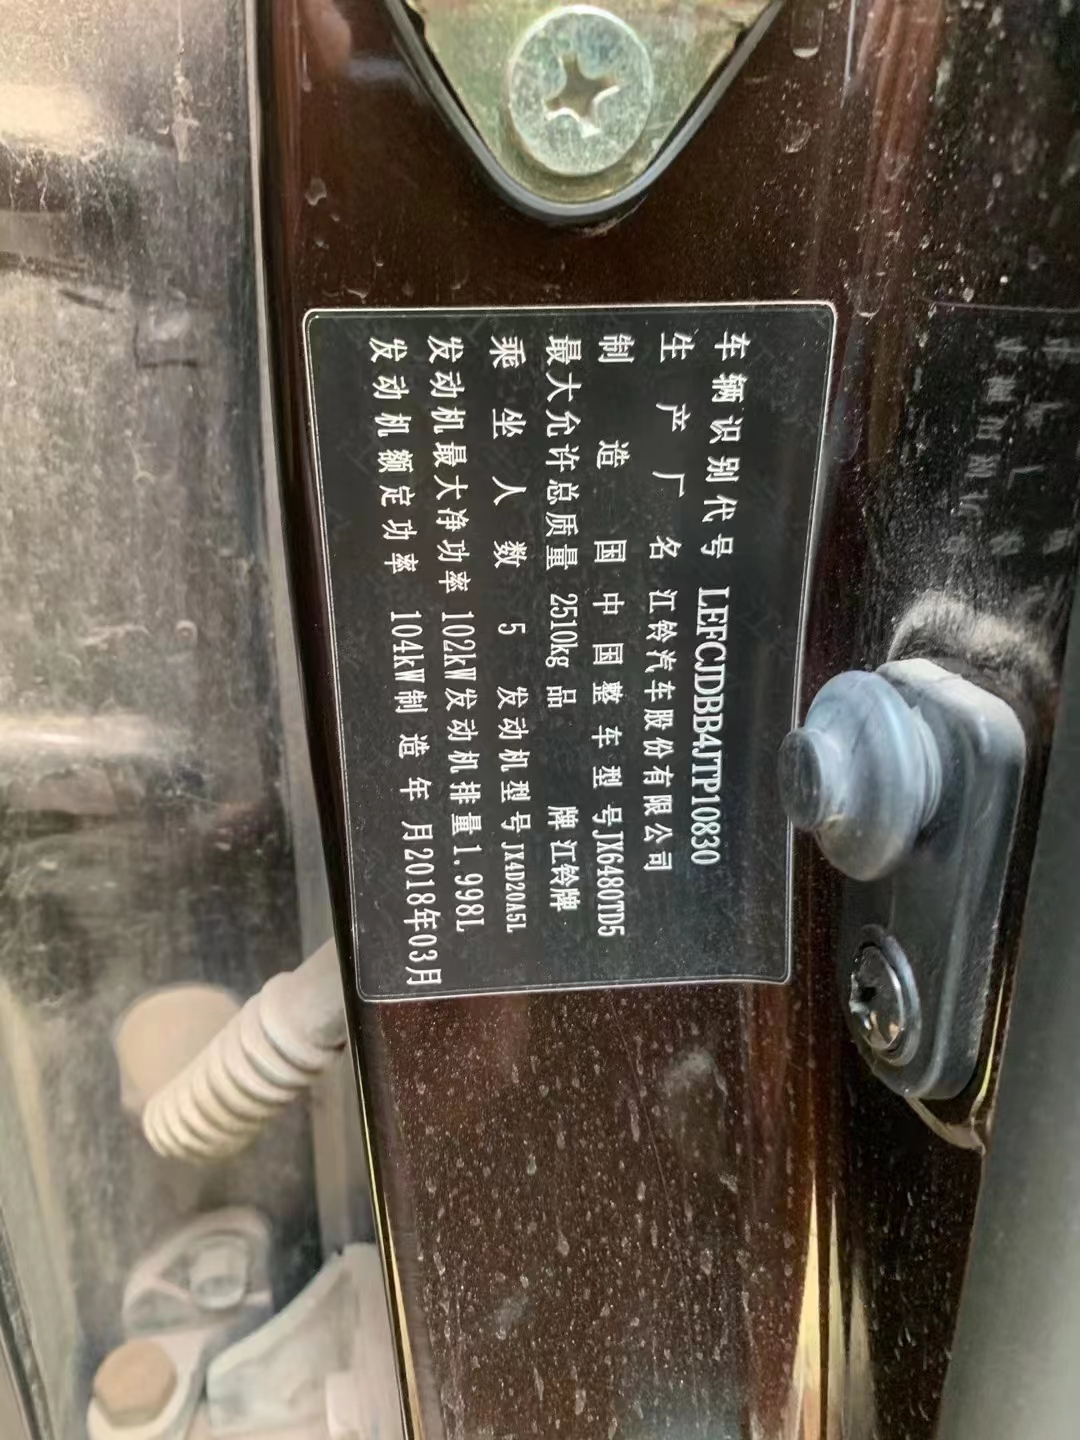 车辆识别代号 LEFCJDBB4JTP10830
生产厂名 江铃汽车股份有限公司
制造国 中国 整车型号 JX6480TD5
最大允许总质量 2510kg 品牌 江铃牌
乘坐人数 5 发动机型号 JX4D20A5L
发动机最大净功率 102kW 发动机排量 1.998L
发动机额定功率 104kW 制造年月 2018年03月